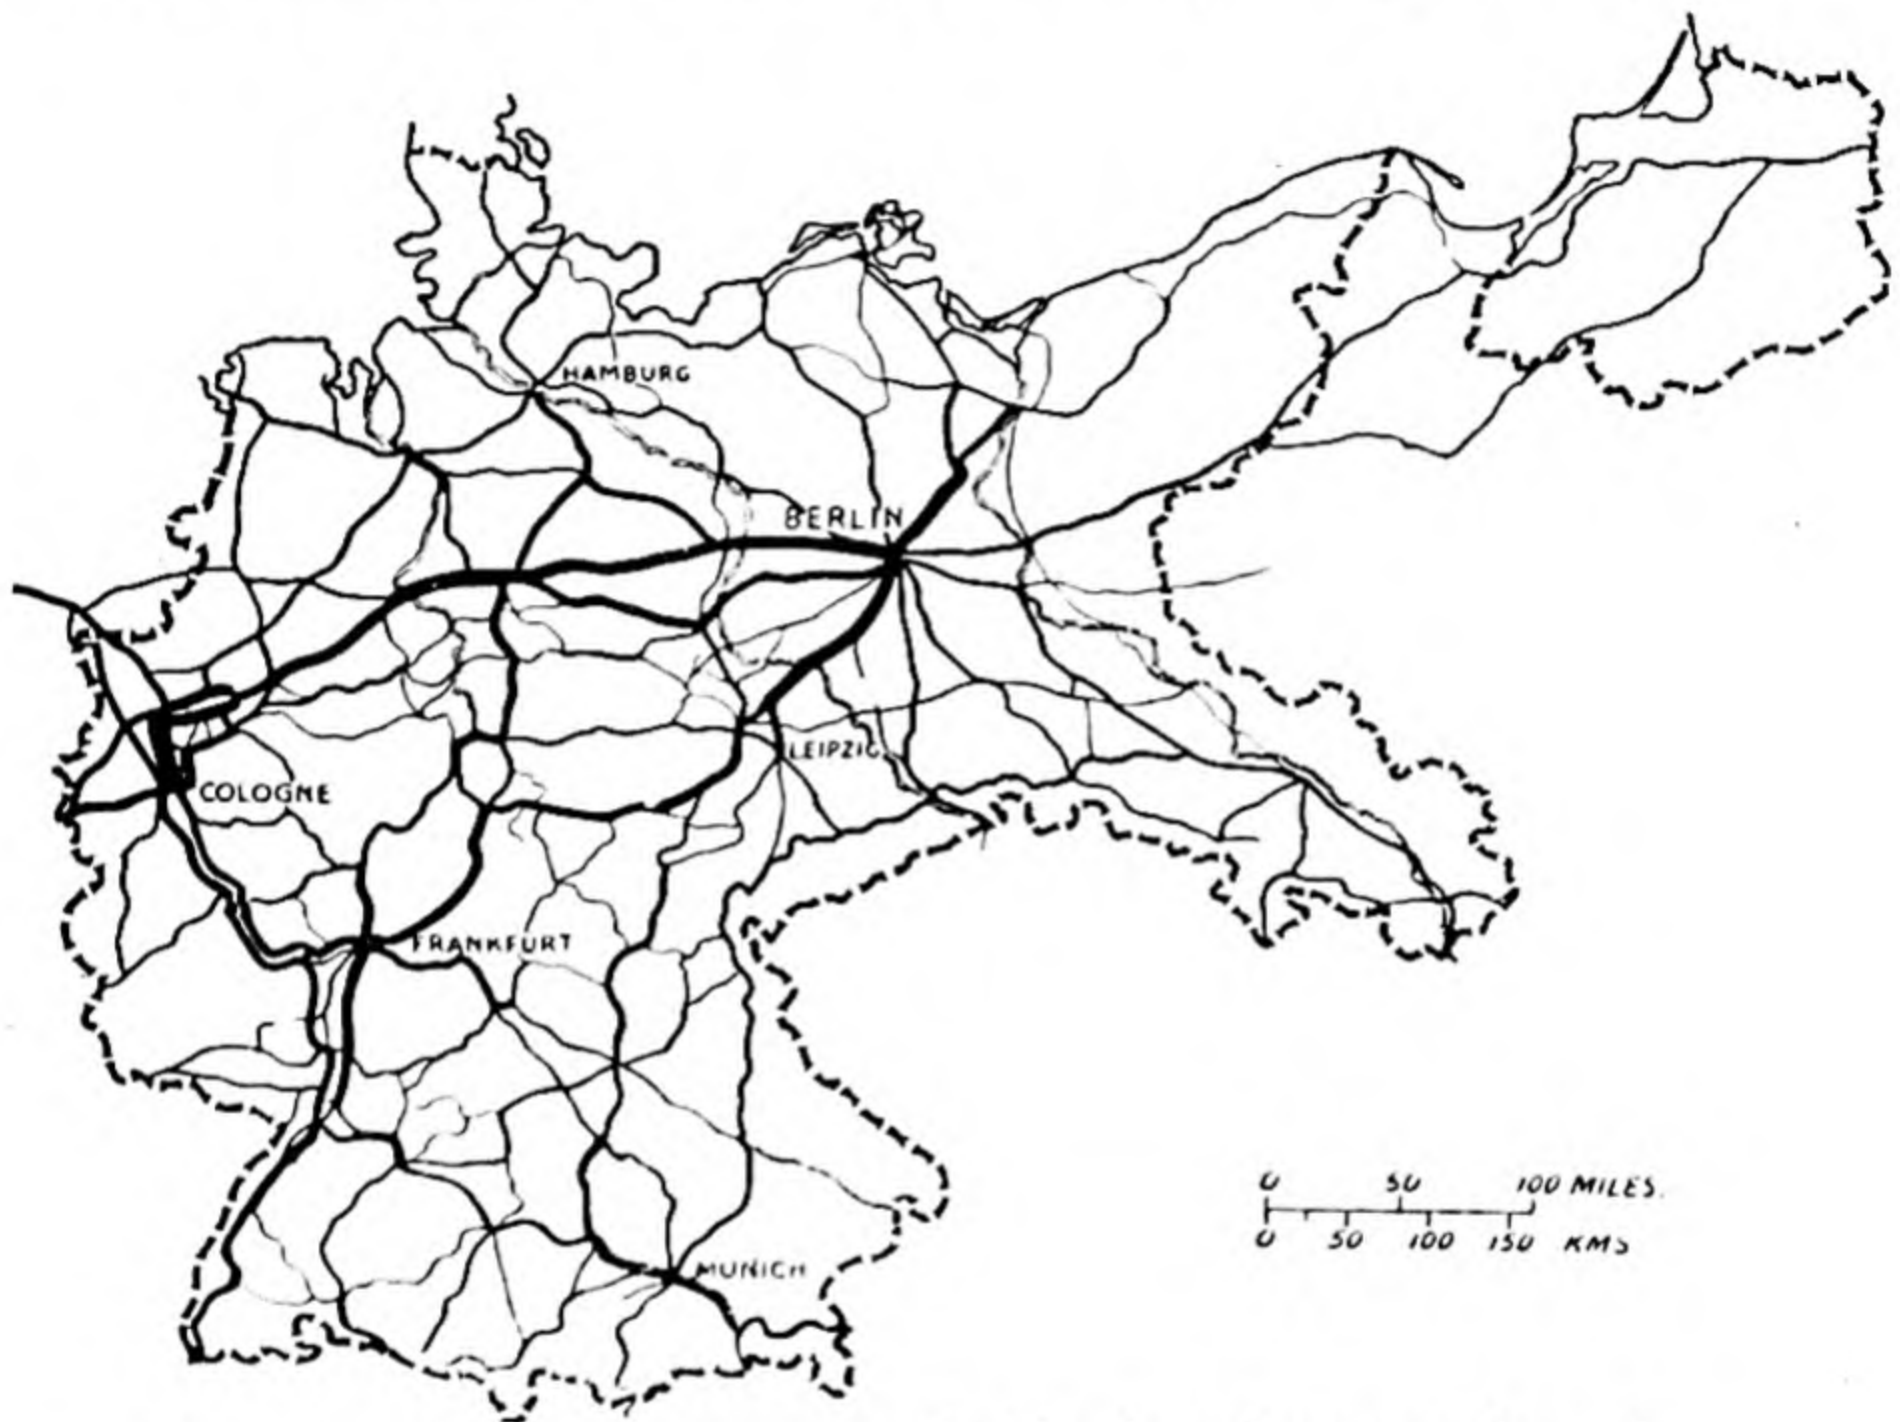 HAMBURG
BERLIN
LEIPZIG
COLOGNE
FRANKFURT
MUNICH
0 50 100 MILES.
0 50 100 150 KMS